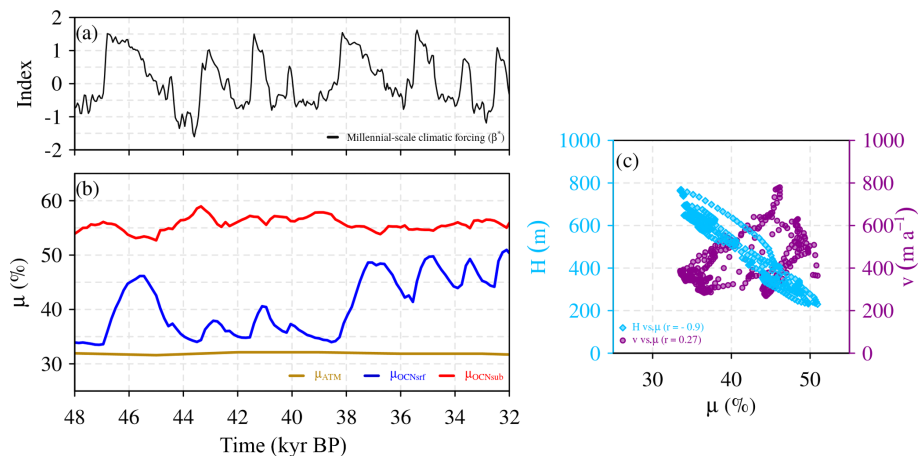 (a)
2
1
0
-1
-2
Index
Millennial-scale climatic forcing (β*)
(b)
60
50
40
30
μ (%)
μATM
μOCNsrf
μOCNsub
48 46 44 42 40 38 36 34 32
Time (kyr BP)
(c)
1000 1000
800 800
600 600
400 400
200 200
0 0
H (m)
v (m a⁻¹)
H vs.μ (r = - 0.9)
v vs.μ (r = 0.27)
30 40 50
μ (%)